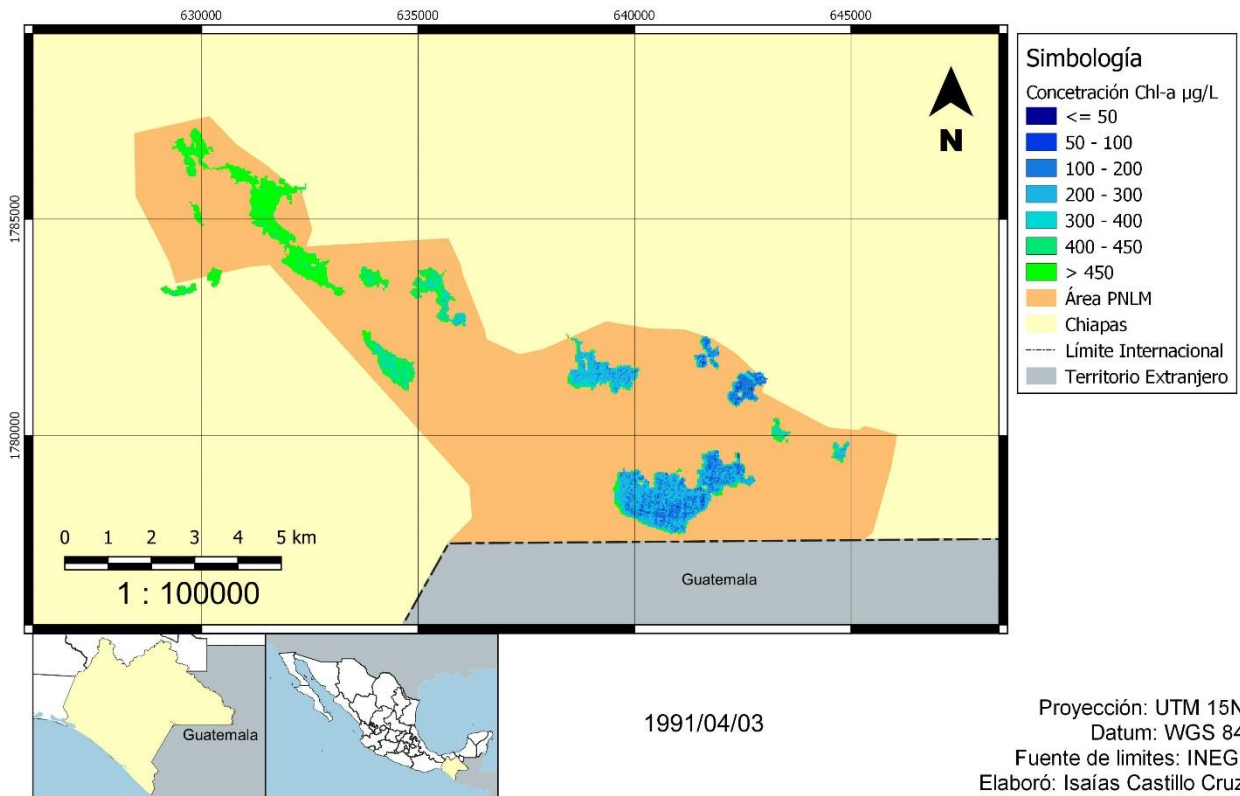 630000 635000 640000 645000
1785000
1780000
N
0 1 2 3 4 5 km
1 : 100000
Guatemala
Simbología
Concetración Chl-a µg/L
<= 50
50 - 100
100 - 200
200 - 300
300 - 400
400 - 450
> 450
Área PNLM
Chiapas
Límite Internacional
Territorio Extranjero
Guatemala
1991/04/03
Proyección: UTM 15N
Datum: WGS 84
Fuente de limites: INEG
Elaboró: Isaías Castillo Cruz